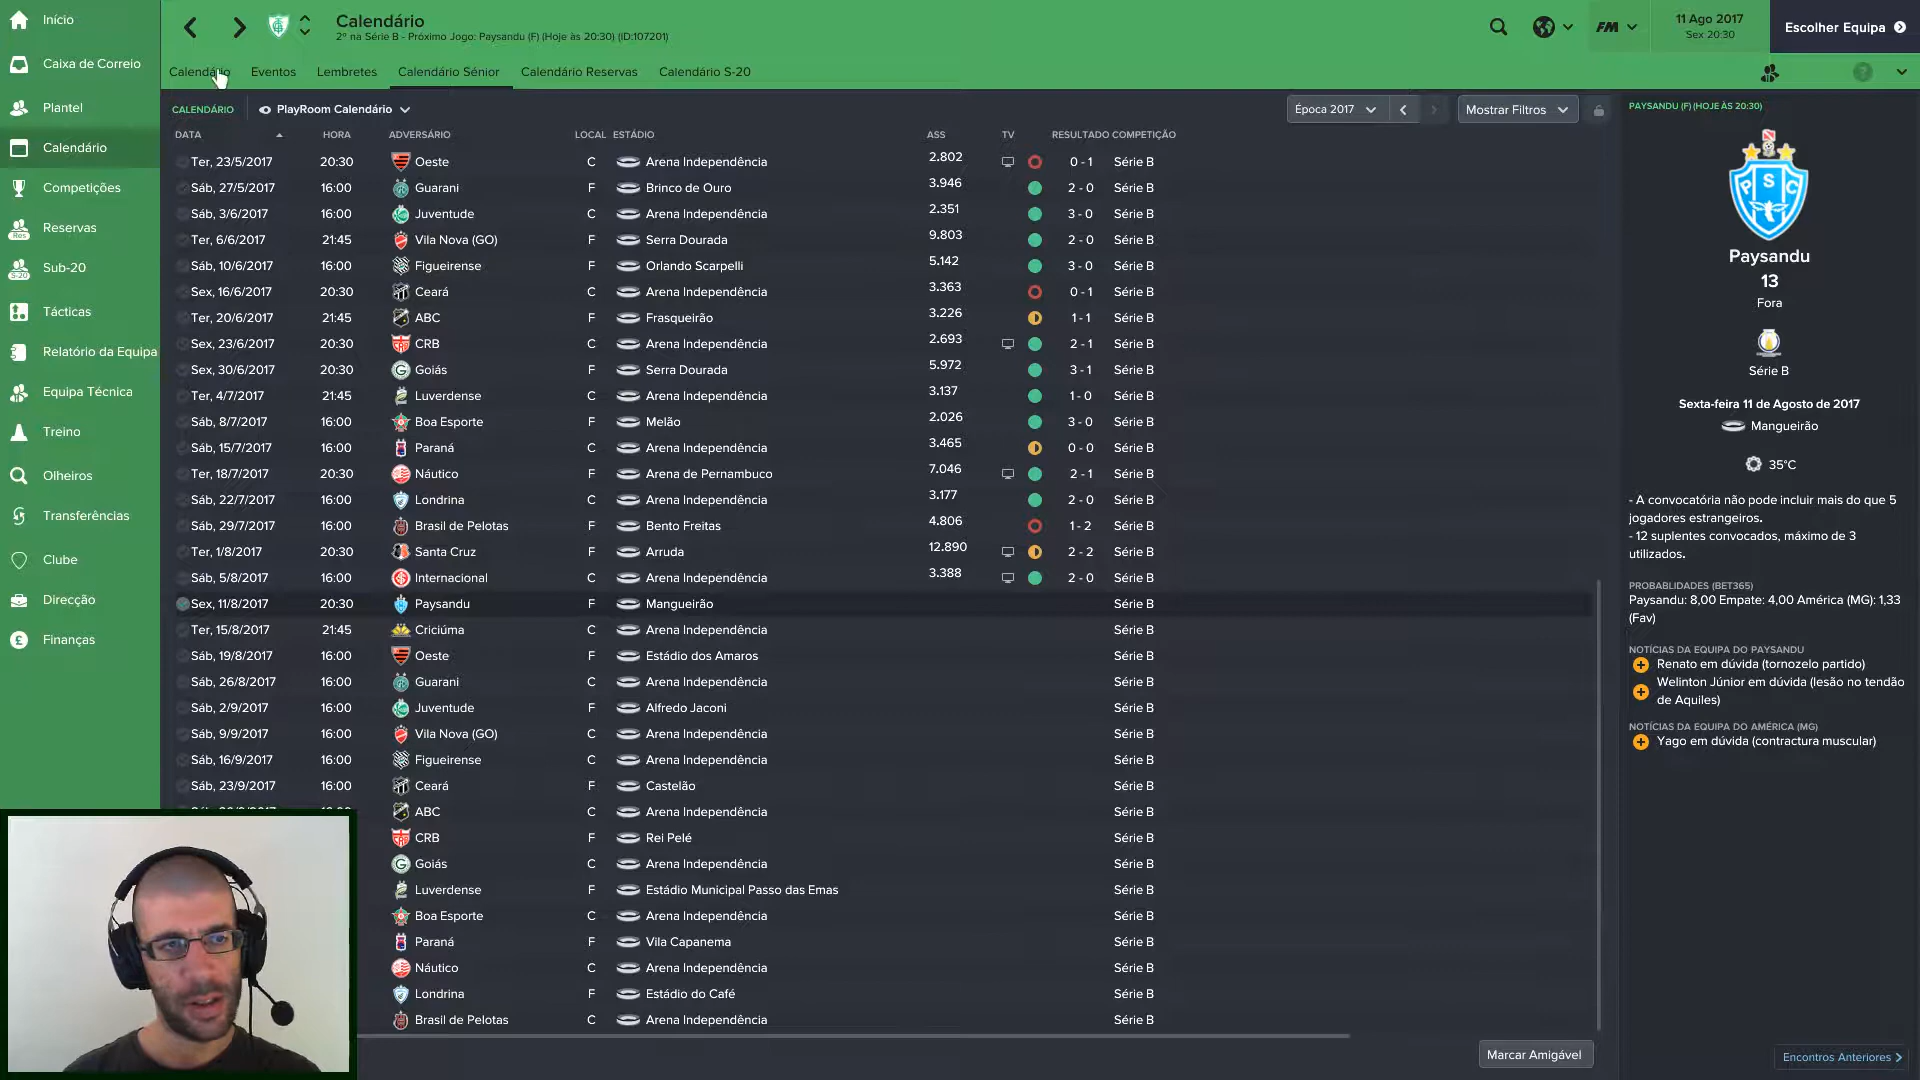 Início
Caixa de Correio
Plantel
Calendário
Competições
Reservas
Sub-20
Tácticas
Relatório da Equipa
Equipa Técnica
Treino
Olheiros
Transferências
Clube
Direcção
Finanças
Calendário
2º na Série B - Próximo Jogo: Paysandu (F) (Hoje às 20:30) (ID:107201)
FM
11 Ago 2017
Sex 20:30
Escolher Equipa
Calendário Eventos Lembretes Calendário Sénior Calendário Reservas Calendário S-20
CALENDÁRIO PlayRoom Calendário Época 2017 Mostrar Filtros
DATA HORA ADVERSÁRIO LOCAL ESTÁDIO ASS TV RESULTADO COMPETIÇÃO
Ter, 23/5/2017 20:30 Oeste C Arena Independência 2.802 0 - 1 Série B
Sáb, 27/5/2017 16:00 Guarani F Brinco de Ouro 3.946 2 - 0 Série B
Sáb, 3/6/2017 16:00 Juventude C Arena Independência 2.351 3 - 0 Série B
Ter, 6/6/2017 21:45 Vila Nova (GO) F Serra Dourada 9.803 2 - 0 Série B
Sáb, 10/6/2017 16:00 Figueirense F Orlando Scarpelli 5.142 3 - 0 Série B
Sex, 16/6/2017 20:30 Ceará C Arena Independência 3.363 0 - 1 Série B
Ter, 20/6/2017 21:45 ABC F Frasqueirão 3.226 1 - 1 Série B
Sex, 23/6/2017 20:30 CRB C Arena Independência 2.693 2 - 1 Série B
Sex, 30/6/2017 20:30 Goiás F Serra Dourada 5.972 3 - 1 Série B
Ter, 4/7/2017 21:45 Luverdense C Arena Independência 3.137 1 - 0 Série B
Sáb, 8/7/2017 16:00 Boa Esporte F Melão 2.026 3 - 0 Série B
Sáb, 15/7/2017 16:00 Paraná C Arena Independência 3.465 0 - 0 Série B
Ter, 18/7/2017 20:30 Náutico F Arena de Pernambuco 7.046 2 - 1 Série B
Sáb, 22/7/2017 16:00 Londrina C Arena Independência 3.177 2 - 0 Série B
Sáb, 29/7/2017 16:00 Brasil de Pelotas F Bento Freitas 4.806 1 - 2 Série B
Ter, 1/8/2017 20:30 Santa Cruz F Arruda 12.890 2 - 2 Série B
Sáb, 5/8/2017 16:00 Internacional C Arena Independência 3.388 2 - 0 Série B
Sex, 11/8/2017 20:30 Paysandu F Mangueirão Série B
Ter, 15/8/2017 21:45 Criciúma C Arena Independência Série B
Sáb, 19/8/2017 16:00 Oeste F Estádio dos Amaros Série B
Sáb, 26/8/2017 16:00 Guarani C Arena Independência Série B
Sáb, 2/9/2017 16:00 Juventude F Alfredo Jaconi Série B
Sáb, 9/9/2017 16:00 Vila Nova (GO) C Arena Independência Série B
Sáb, 16/9/2017 16:00 Figueirense C Arena Independência Série B
Sáb, 23/9/2017 16:00 Ceará F Castelão Série B
ABC C Arena Independência Série B
CRB F Rei Pelé Série B
Goiás C Arena Independência Série B
Luverdense F Estádio Municipal Passo das Emas Série B
Boa Esporte C Arena Independência Série B
Paraná F Vila Capanema Série B
Náutico C Arena Independência Série B
Londrina F Estádio do Café Série B
Brasil de Pelotas C Arena Independência Série B
Marcar Amigável
PAYSANDU (F) (HOJE ÀS 20:30)
PSC
Paysandu
13
Fora
Série B
Sexta-feira 11 de Agosto de 2017
Mangueirão
35°C
- A convocatória não pode incluir mais do que 5
jogadores estrangeiros.
- 12 suplentes convocados, máximo de 3
utilizados.
PROBABLIDADES (BET365)
Paysandu: 8,00 Empate: 4,00 América (MG): 1,33
(Fav)
NOTÍCIAS DA EQUIPA DO PAYSANDU
Renato em dúvida (tornozelo partido)
Welinton Júnior em dúvida (lesão no tendão
de Aquiles)
NOTÍCIAS DA EQUIPA DO AMÉRICA (MG)
Yago em dúvida (contractura muscular)
Encontros Anteriores